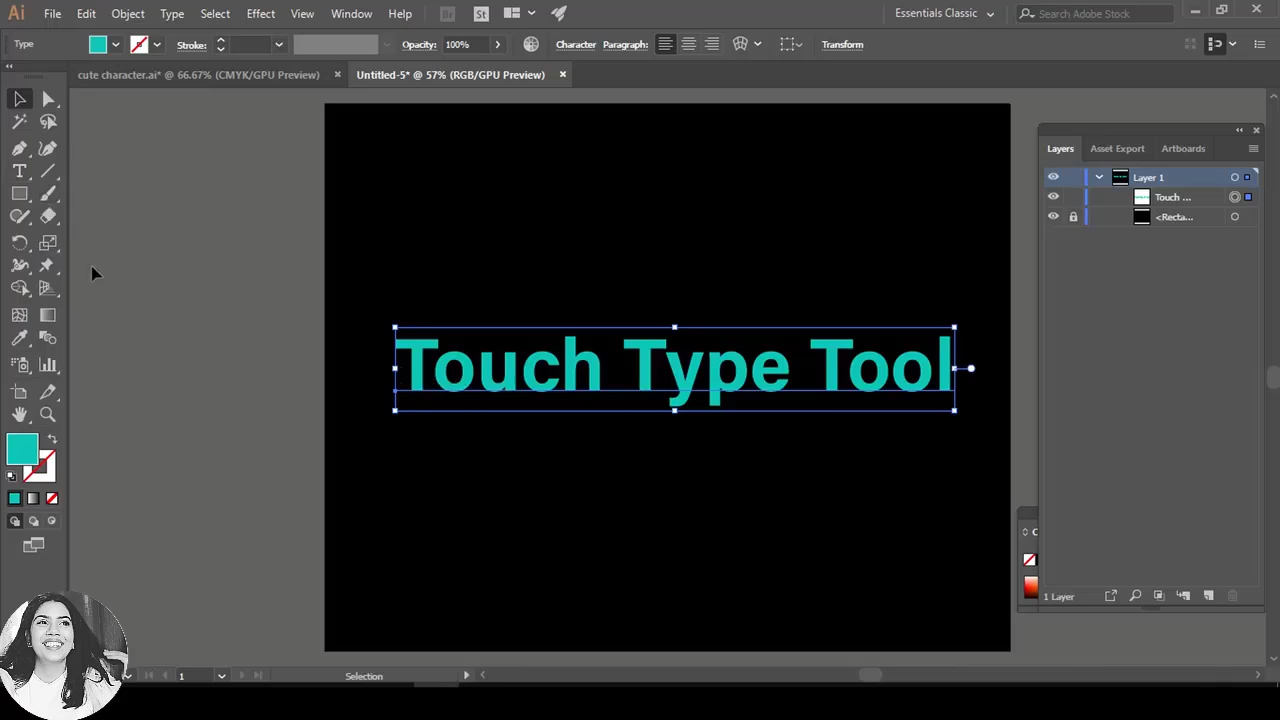 Ai File Edit Object Type Select Effect View Window Help Br St Essentials Classic Search Adobe Stock
Type Stroke: Opacity: 100% Character Paragraph: Transform
cute character.ai* @ 66.67% (CMYK/GPU Preview) Untitled-5* @ 57% (RGB/GPU Preview)
Layers Asset Export Artboards
Layer 1
Touch ...
<Recta...
Touch Type Tool
1 Layer
1 Selection